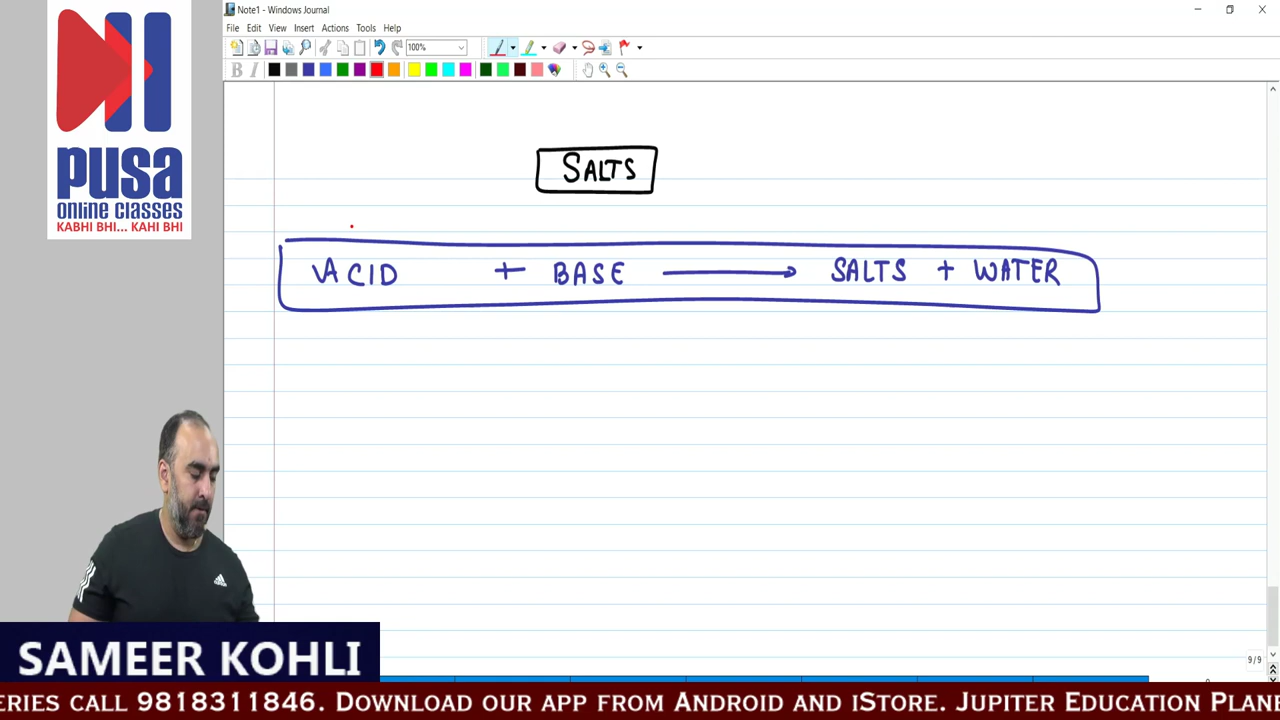 Note1 - Windows Journal
File Edit View Insert Actions Tools Help
100%
B I
PUSA
ONLINE CLASSES
KABHI BHI... KAHI BHI
SALTS
ACID + BASE → SALTS + WATER
9/9
SAMEER KOHLI
ERIES CALL 9818311846. DOWNLOAD OUR APP FROM ANDROID AND ISTORE. JUPITER EDUCATION PLANE